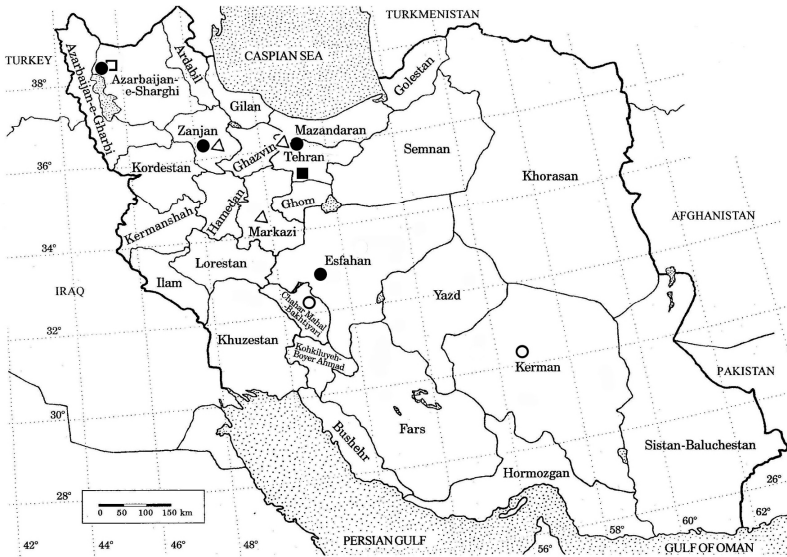 TURKMENISTAN
TURKEY
CASPIAN SEA
38°
Azarbaijan-e-Gharbi
Azarbaijan-
e-Sharghi
Ardabil
Gilan
Golestan
Zanjan
Ghazvin
Mazandaran
Tehran
Semnan
36°
Kordestan
Khorasan
Hamedan
Ghom
Kermanshah
Markazi
AFGHANISTAN
34°
Lorestan
Esfahan
Ilam
IRAQ
Yazd
Chahar Mahal
Bakhtiyari
32°
Khuzestan
Kohkiluyeh-
Boyer Ahmad
Kerman
PAKISTAN
30°
Fars
Bushehr
Sistan-Baluchestan
Hormozgan
28°
26°
0 50 100 150 km
62°
60°
58°
56°
42° 44° 46° 48°
PERSIAN GULF
GULF OF OMAN